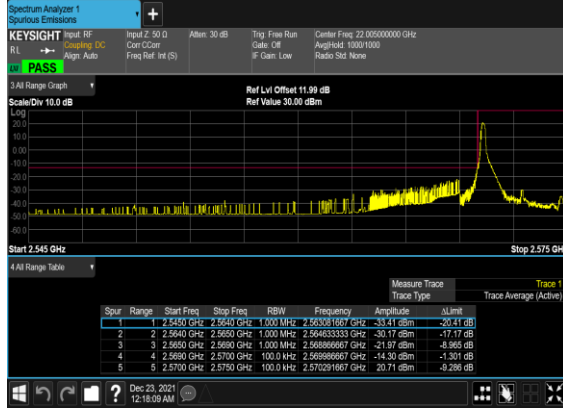 Spectrum Analyzer 1
Spurious Emissions
KEYSIGHT Input: RF Input Z: 50 Ω Atten: 30 dB Trig: Free Run Center Freq: 22.005000000 GHz
RL Coupling: DC Corr CCorr Gate: Off Avg|Hold: 1000/1000
Align: Auto Freq Ref: Int (S) IF Gain: Low Radio Std: None
PASS
3 All Range Graph
Ref Lvl Offset 11.99 dB
Scale/Div 10.0 dB Ref Value 30.00 dBm
Log
20.0
10.0
0.00
-10.0
-20.0
-30.0
-40.0
-50.0
-60.0
Start 2.545 GHz Stop 2.575 GH
4 All Range Table
Measure Trace Trace 1
Trace Type Trace Average (Active)
Spur Range Start Freq Stop Freq RBW Frequency Amplitude ΔLimit
1 1 2.5450 GHz 2.5640 GHz 1.000 MHz 2.563081667 GHz -33.41 dBm -20.41 dB
2 2 2.5640 GHz 2.5650 GHz 1.000 MHz 2.564633333 GHz -30.17 dBm -17.17 dB
3 3 2.5650 GHz 2.5690 GHz 1.000 MHz 2.568866667 GHz -21.97 dBm -8.965 dB
4 4 2.5690 GHz 2.5700 GHz 100.0 kHz 2.569986667 GHz -14.30 dBm -1.301 dB
5 5 2.5700 GHz 2.5750 GHz 100.0 kHz 2.570291667 GHz 20.71 dBm -9.286 dB
? Dec 23, 2021
12:18:09 AM